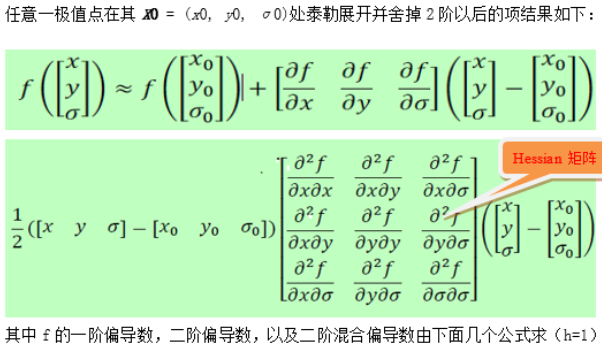 任意一极值点在其 X0 = (x0, y0, σ0)处泰勒展开并舍掉 2 阶以后的项结果如下：
f([x y σ]) ≈ f([x₀ y₀ σ₀]) + [∂f/∂x ∂f/∂y ∂f/∂σ]([x y σ] − [x₀ y₀ σ₀])
Hessian 矩阵
1/2([x y σ] − [x₀ y₀ σ₀])[∂²f/∂x∂x ∂²f/∂x∂y ∂²f/∂x∂σ
∂²f/∂x∂y ∂²f/∂y∂y ∂²f/∂y∂σ
∂²f/∂x∂σ ∂²f/∂y∂σ ∂²f/∂σ∂σ]([x y σ] − [x₀ y₀ σ₀])
其中 f 的一阶偏导数，二阶偏导数，以及二阶混合偏导数由下面几个公式求（h=1）